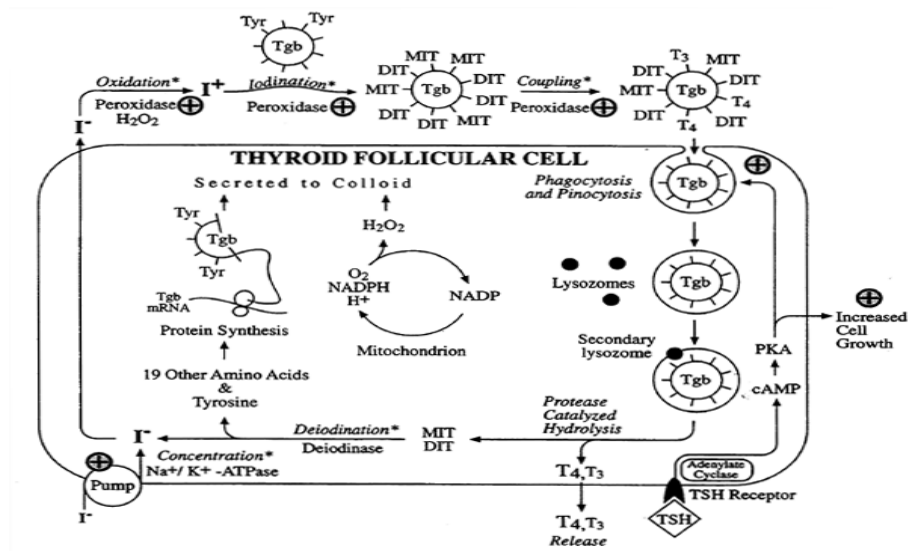 Tyr
Tyr
Tgb
Oxidation*
I+
Iodination*
Peroxidase
H2O2
Peroxidase
I-
MIT
DIT
MIT
DIT
MIT
Tgb
DIT
DIT
DIT
MIT
Coupling*
Peroxidase
T3
MIT
DIT
DIT
MIT
Tgb
T4
DIT
T4
DIT
THYROID FOLLICULAR CELL
Secreted to Colloid
Phagocytosis
and Pinocytosis
Tgb
Tyr
Tgb
Tyr
H2O2
O2
NADPH
H+
NADP
Mitochondrion
Tgb
mRNA
Protein Synthesis
Lysozomes
Tgb
Secondary
lysozome
Tgb
Increased
Cell
Growth
PKA
cAMP
19 Other Amino Acids
&
Tyrosine
Protease
Catalyzed
Hydrolysis
I-
Deiodination*
Deiodinase
MIT
DIT
Concentration*
Na+/ K+ -ATPase
Pump
I-
T4,T3
T4,T3
Release
Adenylate
Cyclase
TSH Receptor
TSH